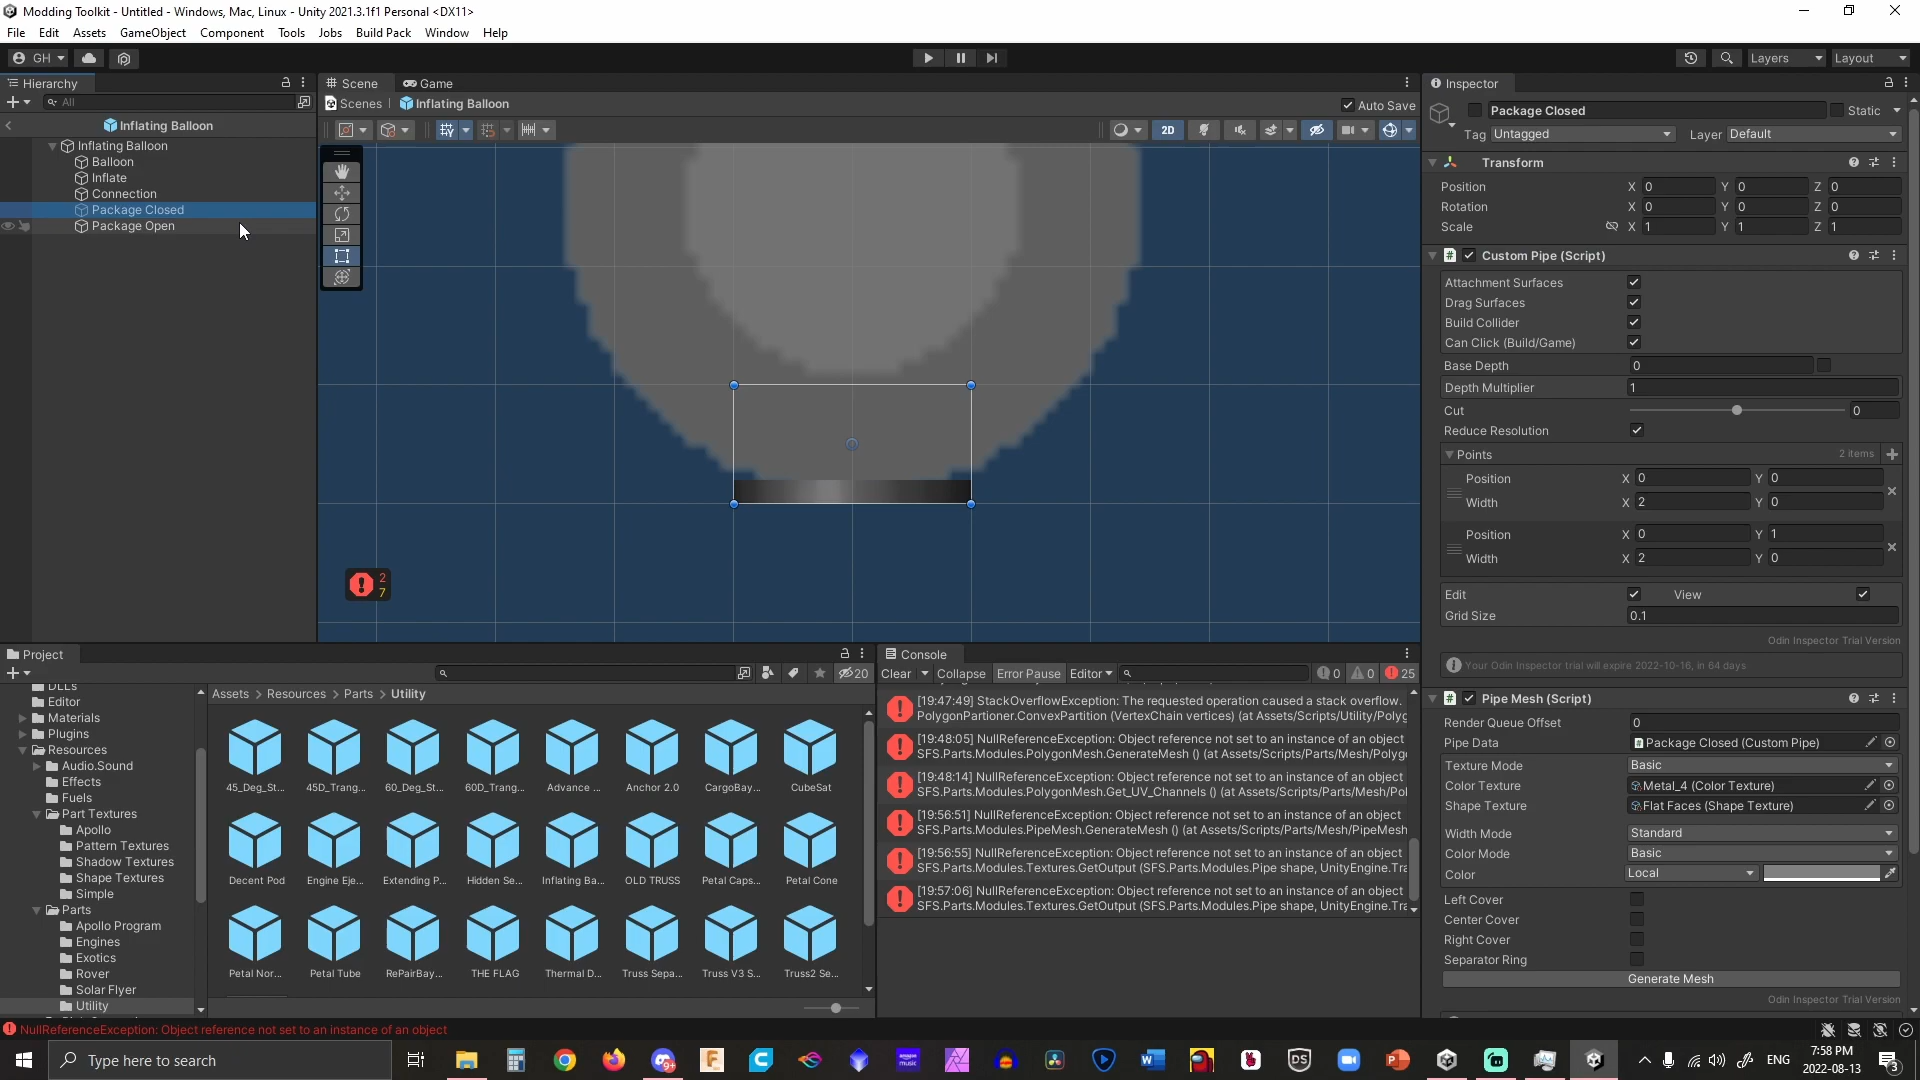 Modding Toolkit - Untitled - Windows, Mac, Linux - Unity 2021.3.1f1 Personal <DX11>
File Edit Assets GameObject Component Tools Jobs Build Pack Window Help
GH
Layers Layout
Hierarchy
All
Inflating Balloon
Inflating Balloon
Balloon
Inflate
Connection
Package Closed
Package Open
Scene Game
Scenes Inflating Balloon Auto Save
2D
2
7
Inspector
Package Closed Static
Tag Untagged Layer Default
Transform
Position X 0 Y 0 Z 0
Rotation X 0 Y 0 Z 0
Scale X 1 Y 1 Z 1
Custom Pipe (Script)
Attachment Surfaces
Drag Surfaces
Build Collider
Can Click (Build/Game)
Base Depth 0
Depth Multiplier 1
Cut 0
Reduce Resolution
Points 2 items
Position X 0 Y 0
Width X 2 Y 0
Position X 0 Y 1
Width X 2 Y 0
Edit View
Grid Size 0.1
Odin Inspector Trial Version
Your Odin Inspector trial will expire 2022-10-16, in 64 days
Pipe Mesh (Script)
Render Queue Offset 0
Pipe Data Package Closed (Custom Pipe)
Texture Mode Basic
Color Texture Metal_4 (Color Texture)
Shape Texture Flat Faces (Shape Texture)
Width Mode Standard
Color Mode Basic
Color Local
Left Cover
Center Cover
Right Cover
Separator Ring
Generate Mesh
Odin Inspector Trial Version
Project
20
DLLs
Editor
Materials
Plugins
Resources
Audio.Sound
Effects
Fuels
Part Textures
Apollo
Pattern Textures
Shadow Textures
Shape Textures
Simple
Parts
Apollo Program
Engines
Exotics
Rover
Solar Flyer
Utility
Assets > Resources > Parts > Utility
45_Deg_St... 45D_Trang... 60_Deg_St... 60D_Trang... Advance ... Anchor 2.0 CargoBay... CubeSat
Decent Pod Engine Eje... Extending P... Hidden Se... Inflating Ba... OLD TRUSS Petal Caps... Petal Cone
Petal Nor... Petal Tube RePairBay... THE FLAG Thermal D... Truss Sepa... Truss V3 S... Truss2 Se...
Console
Clear Collapse Error Pause Editor 0 0 25
[19:47:49] StackOverflowException: The requested operation caused a stack overflow.
PolygonPartioner.ConvexPartition (VertexChain vertices) (at Assets/Scripts/Utility/Polyg
[19:48:05] NullReferenceException: Object reference not set to an instance of an object
SFS.Parts.Modules.PolygonMesh.GenerateMesh () (at Assets/Scripts/Parts/Mesh/Polyg
[19:48:14] NullReferenceException: Object reference not set to an instance of an object
SFS.Parts.Modules.PolygonMesh.Get_UV_Channels () (at Assets/Scripts/Parts/Mesh/Pol
[19:56:51] NullReferenceException: Object reference not set to an instance of an object
SFS.Parts.Modules.PipeMesh.GenerateMesh () (at Assets/Scripts/Parts/Mesh/PipeMesh
[19:56:55] NullReferenceException: Object reference not set to an instance of an object
SFS.Parts.Modules.Textures.GetOutput (SFS.Parts.Modules.Pipe shape, UnityEngine.Tra
[19:57:06] NullReferenceException: Object reference not set to an instance of an object
SFS.Parts.Modules.Textures.GetOutput (SFS.Parts.Modules.Pipe shape, UnityEngine.Tra
NullReferenceException: Object reference not set to an instance of an object
Type here to search
ENG
7:58 PM
2022-08-13
3